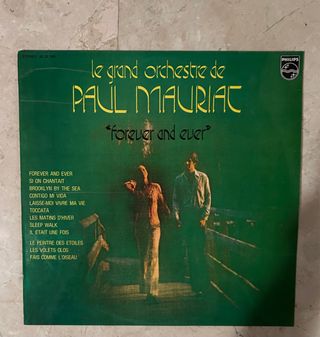 STEREO
PHILIPS
le grand orchestre de
PAUL MAURIAT
"forever and ever"
FOREVER AND EVER
SI ON CHANTAIT
BROOKLYN BY THE SEA
CONTIGO MI VIDA
LAISSE-MOI VIVRE MA VIE
TOCCATA
LES MATINS D'HIVER
SLEEP WALK
IL ETAIT UNE FOIS
LE PEINTRE DES ETOILES
LES VOLETS CLOS
FAIS COMME L'OISEAU